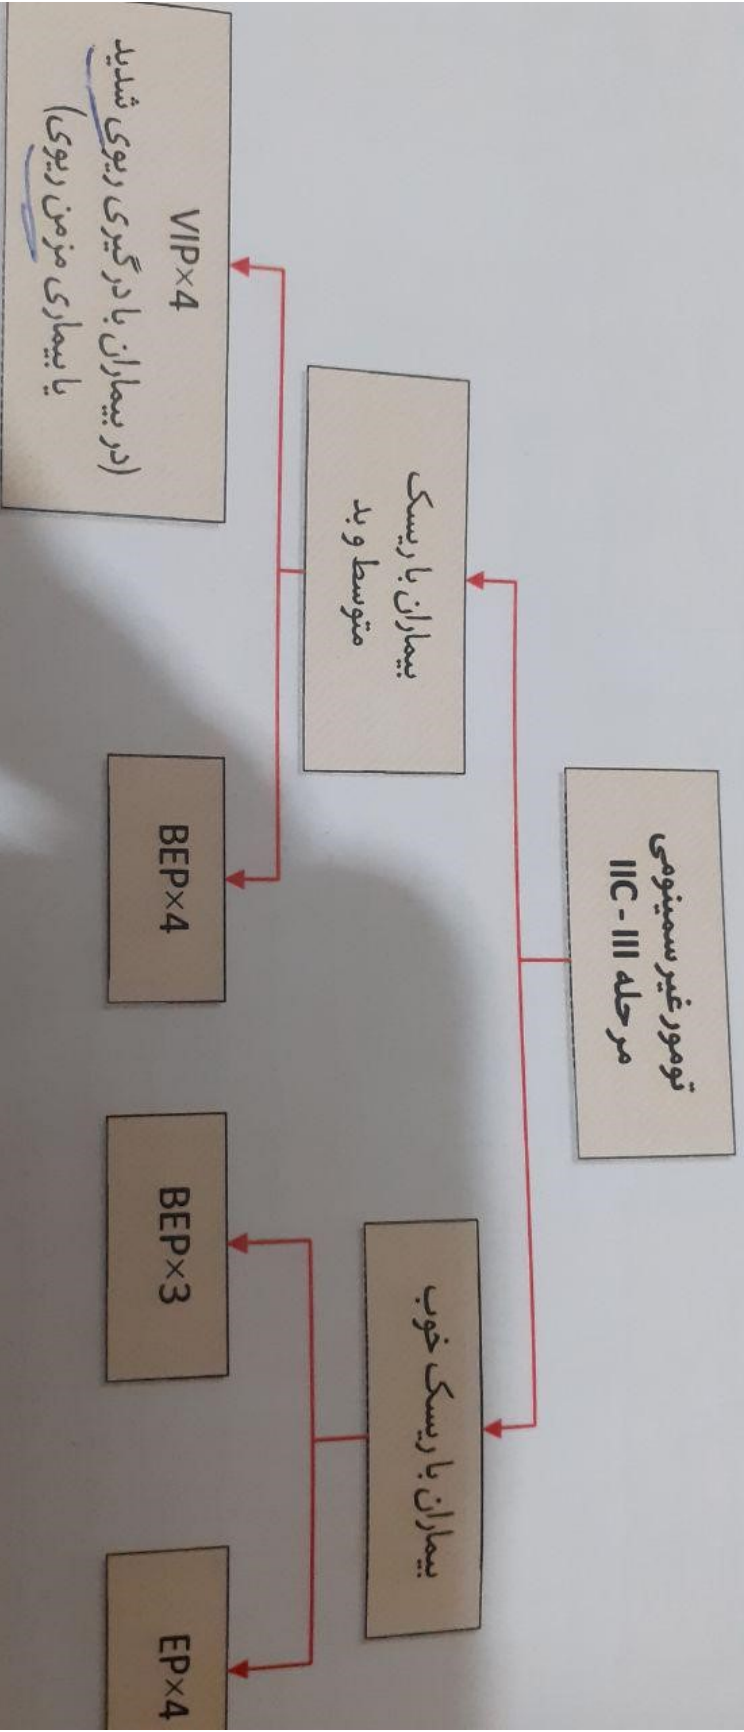 تومور غیر سمینومی
مرحله IIC - III
بیماران با ریسک خوب
بیماران با ریسک
متوسط و بد
EP×4
BEP×3
BEP×4
VIP×4
(در بیماران با درگیری ریوی شدید
یا بیماری مزمن ریوی)